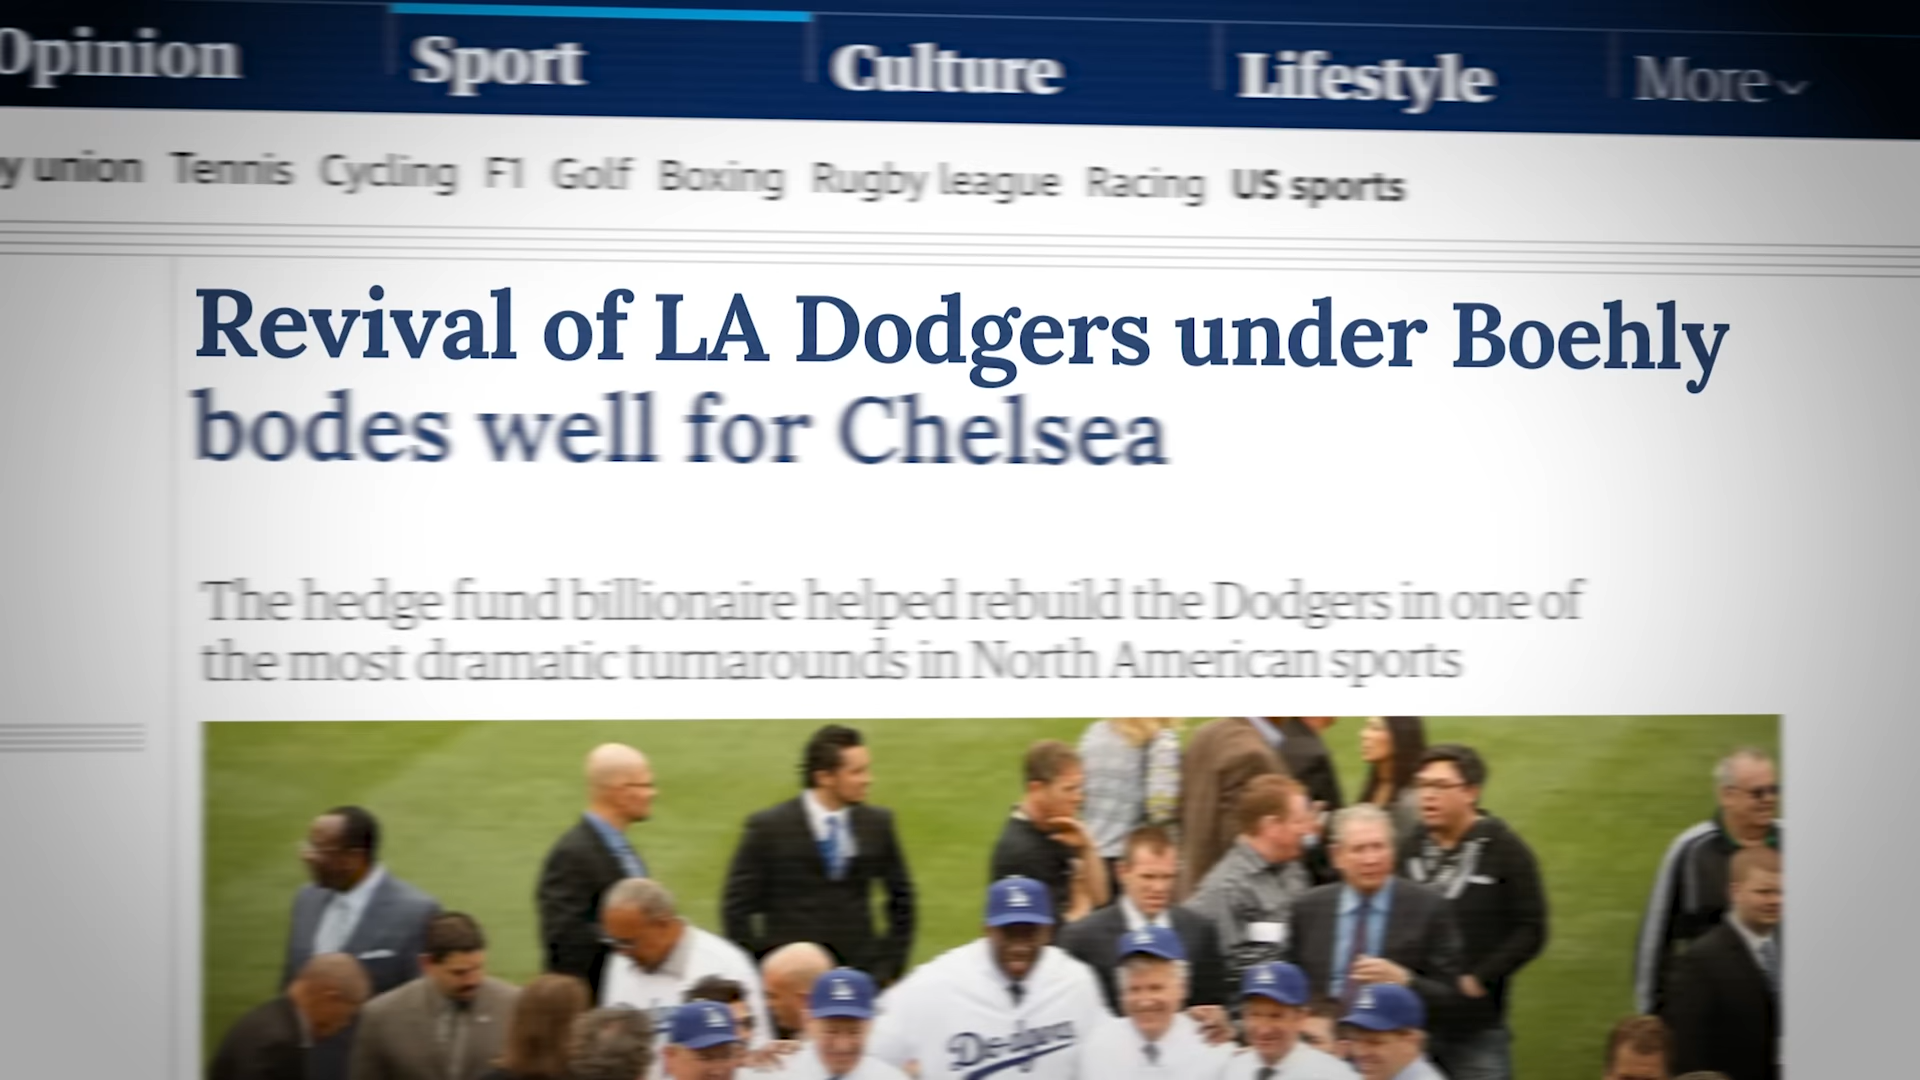 Opinion Sport Culture Lifestyle More
y union Tennis Cycling F1 Golf Boxing Rugby league Racing US sports
Revival of LA Dodgers under Boehly
bodes well for Chelsea
The hedge fund billionaire helped rebuild the Dodgers in one of
the most dramatic turnarounds in North American sports
Dodgers